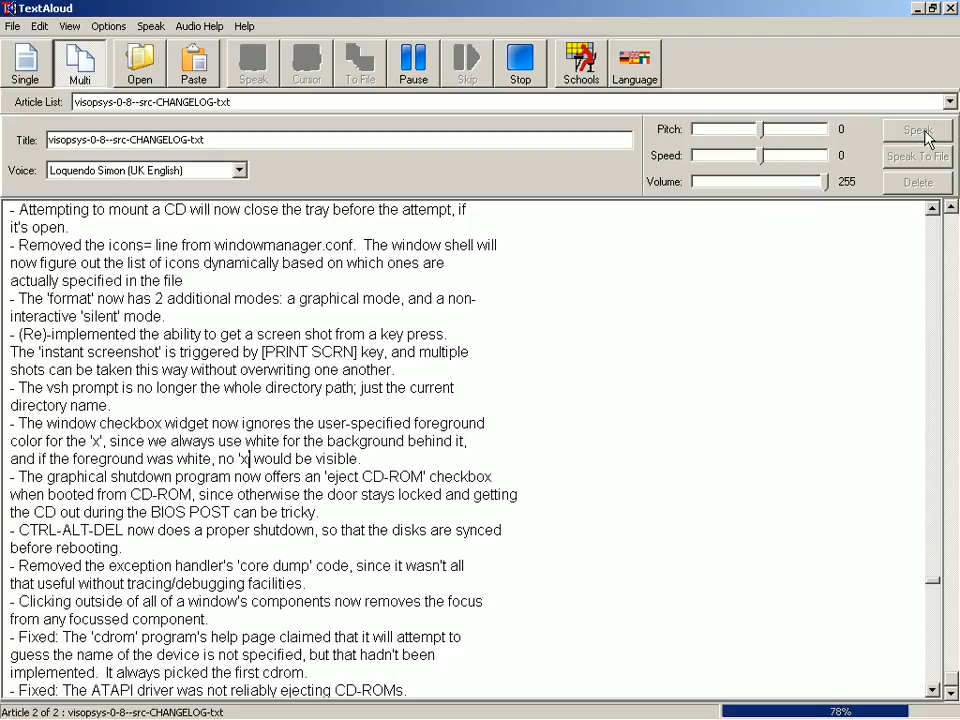 TextAloud
File Edit View Options Speak Audio Help Help
Single Multi Open Paste Speak Cursor To File Pause Skip Stop Schools Language
Article List: visopsys-0-8--src-CHANGELOG-txt
Title: visopsys-0-8--src-CHANGELOG-txt
Voice: Loquendo Simon (UK English)
Pitch: 0 Speak
Speed: 0 Speak To File
Volume: 255 Delete
- Attempting to mount a CD will now close the tray before the attempt, if
it's open.
- Removed the icons= line from windowmanager.conf.  The window shell will
now figure out the list of icons dynamically based on which ones are
actually specified in the file
- The 'format' now has 2 additional modes: a graphical mode, and a non-
interactive 'silent' mode.
- (Re)-implemented the ability to get a screen shot from a key press.
The 'instant screenshot' is triggered by [PRINT SCRN] key, and multiple
shots can be taken this way without overwriting one another.
- The vsh prompt is no longer the whole directory path; just the current
directory name.
- The window checkbox widget now ignores the user-specified foreground
color for the 'x', since we always use white for the background behind it,
and if the foreground was white, no 'x' would be visible.
- The graphical shutdown program now offers an 'eject CD-ROM' checkbox
when booted from CD-ROM, since otherwise the door stays locked and getting
the CD out during the BIOS POST can be tricky.
- CTRL-ALT-DEL now does a proper shutdown, so that the disks are synced
before rebooting.
- Removed the exception handler's 'core dump' code, since it wasn't all
that useful without tracing/debugging facilities.
- Clicking outside of all of a window's components now removes the focus
from any focussed component.
- Fixed: The 'cdrom' program's help page claimed that it will attempt to
guess the name of the device is not specified, but that hadn't been
implemented.  It always picked the first cdrom.
- Fixed: The ATAPI driver was not reliably ejecting CD-ROMs.
Article 2 of 2 : visopsys-0-8--src-CHANGELOG-txt 78%